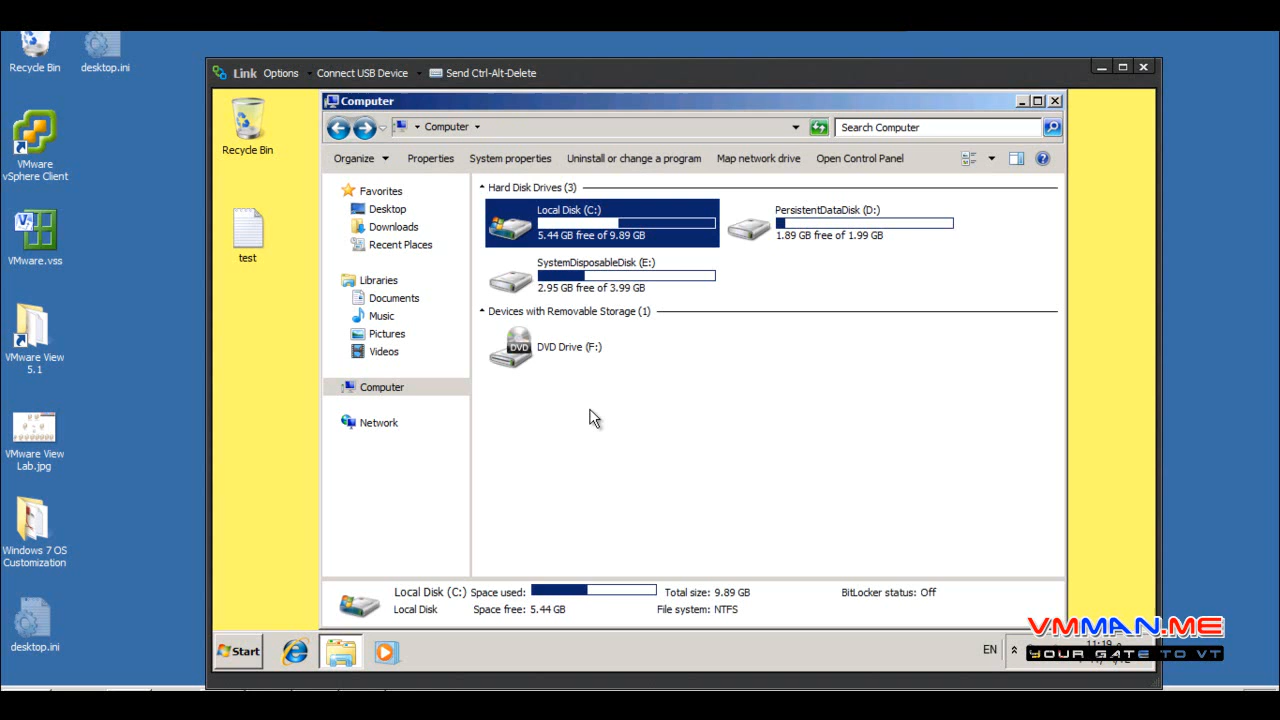 Recycle Bin
desktop.ini
VMware
vSphere Client
VMware.vss
VMware View
5.1
VMware View
Lab.jpg
Windows 7 OS
Customization
desktop.ini
Link Options Connect USB Device Send Ctrl-Alt-Delete
Recycle Bin
test
Computer
Computer
Search Computer
Organize Properties System properties Uninstall or change a program Map network drive Open Control Panel
Favorites
Desktop
Downloads
Recent Places
Libraries
Documents
Music
Pictures
Videos
Computer
Network
Hard Disk Drives (3)
Local Disk (C:)
5.44 GB free of 9.89 GB
PersistentDataDisk (D:)
1.89 GB free of 1.99 GB
SystemDisposableDisk (E:)
2.95 GB free of 3.99 GB
Devices with Removable Storage (1)
DVD
DVD Drive (F:)
Local Disk (C:) Space used: Total size: 9.89 GB BitLocker status: Off
Local Disk Space free: 5.44 GB File system: NTFS
Start
EN
VMMAN.ME
YOUR GATE TO VT